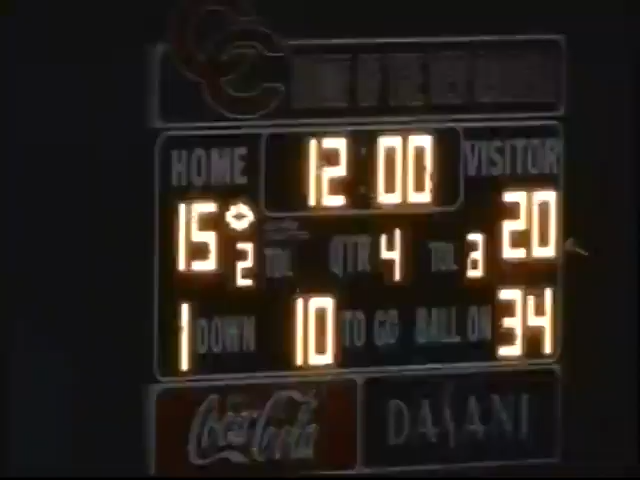 HOME 12:00 VISITOR
15 2 TOL QTR 4 TOL 20
1 DOWN 10 TO GO BALL ON 34
Coca-Cola DASANI